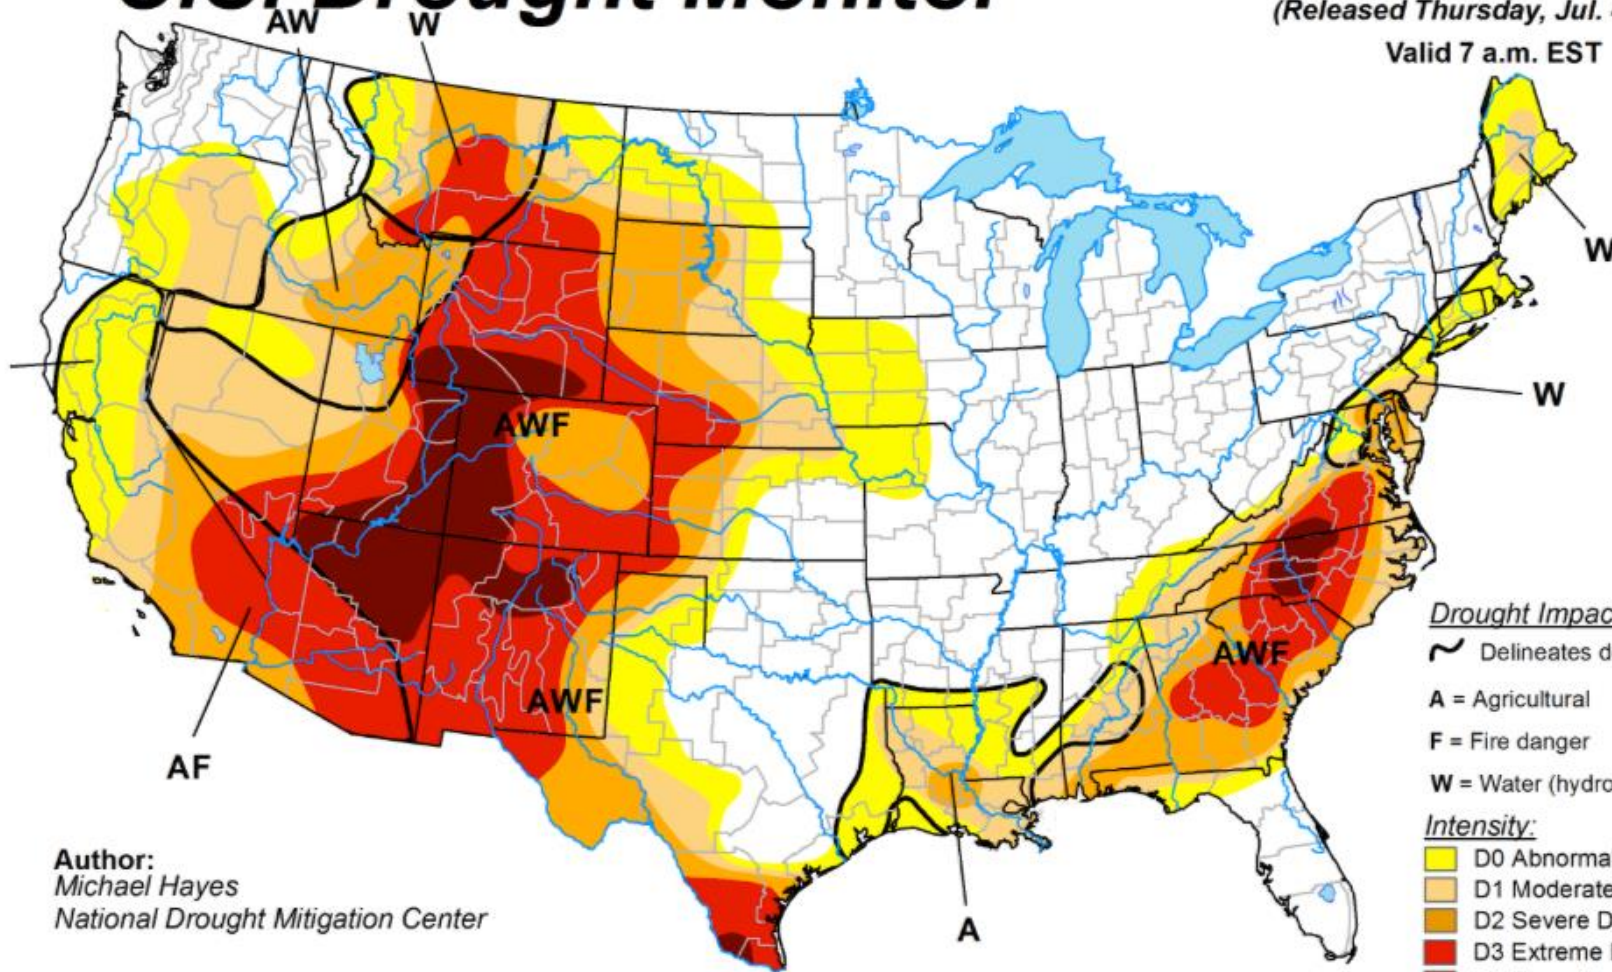 U.S. Drought Monitor
(Released Thursday, Jul.
Valid 7 a.m. EST
AW
W
W
W
AWF
AWF
AWF
AF
A
Author:
Michael Hayes
National Drought Mitigation Center
Drought Impac
Delineates d
A = Agricultural
F = Fire danger
W = Water (hydro
Intensity:
D0 Abnorma
D1 Moderate
D2 Severe D
D3 Extreme